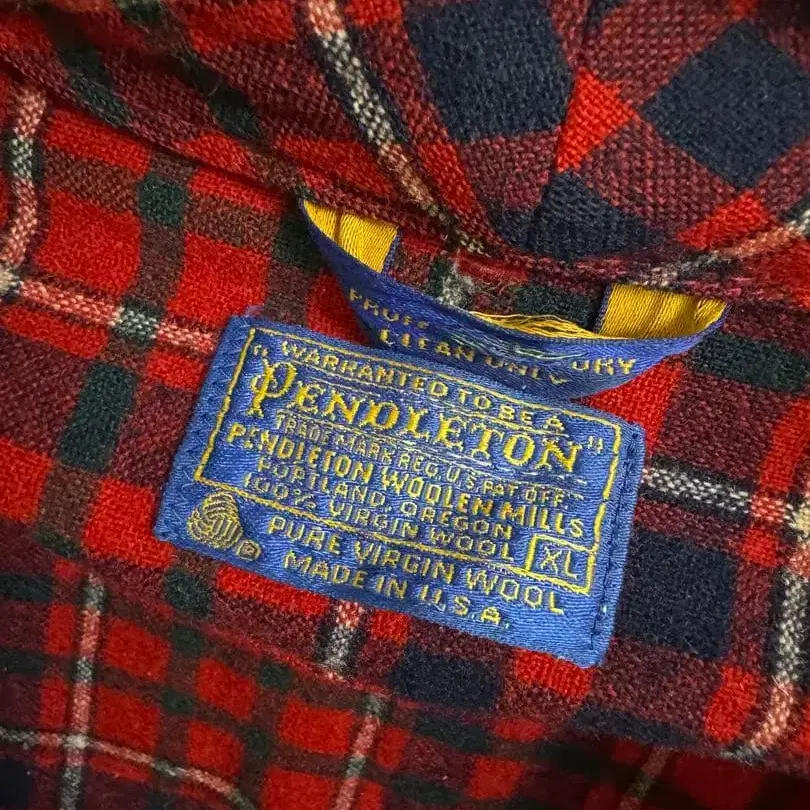 DRY
CLEAN ONLY
"WARRANTED TO BE A
PENDLETON"
TRADE MARK REG. U.S. PAT. OFF.
PENDLETON WOOLEN MILLS
PORTLAND, OREGON
100% VIRGIN WOOL XL
PURE VIRGIN WOOL
MADE IN U.S.A.